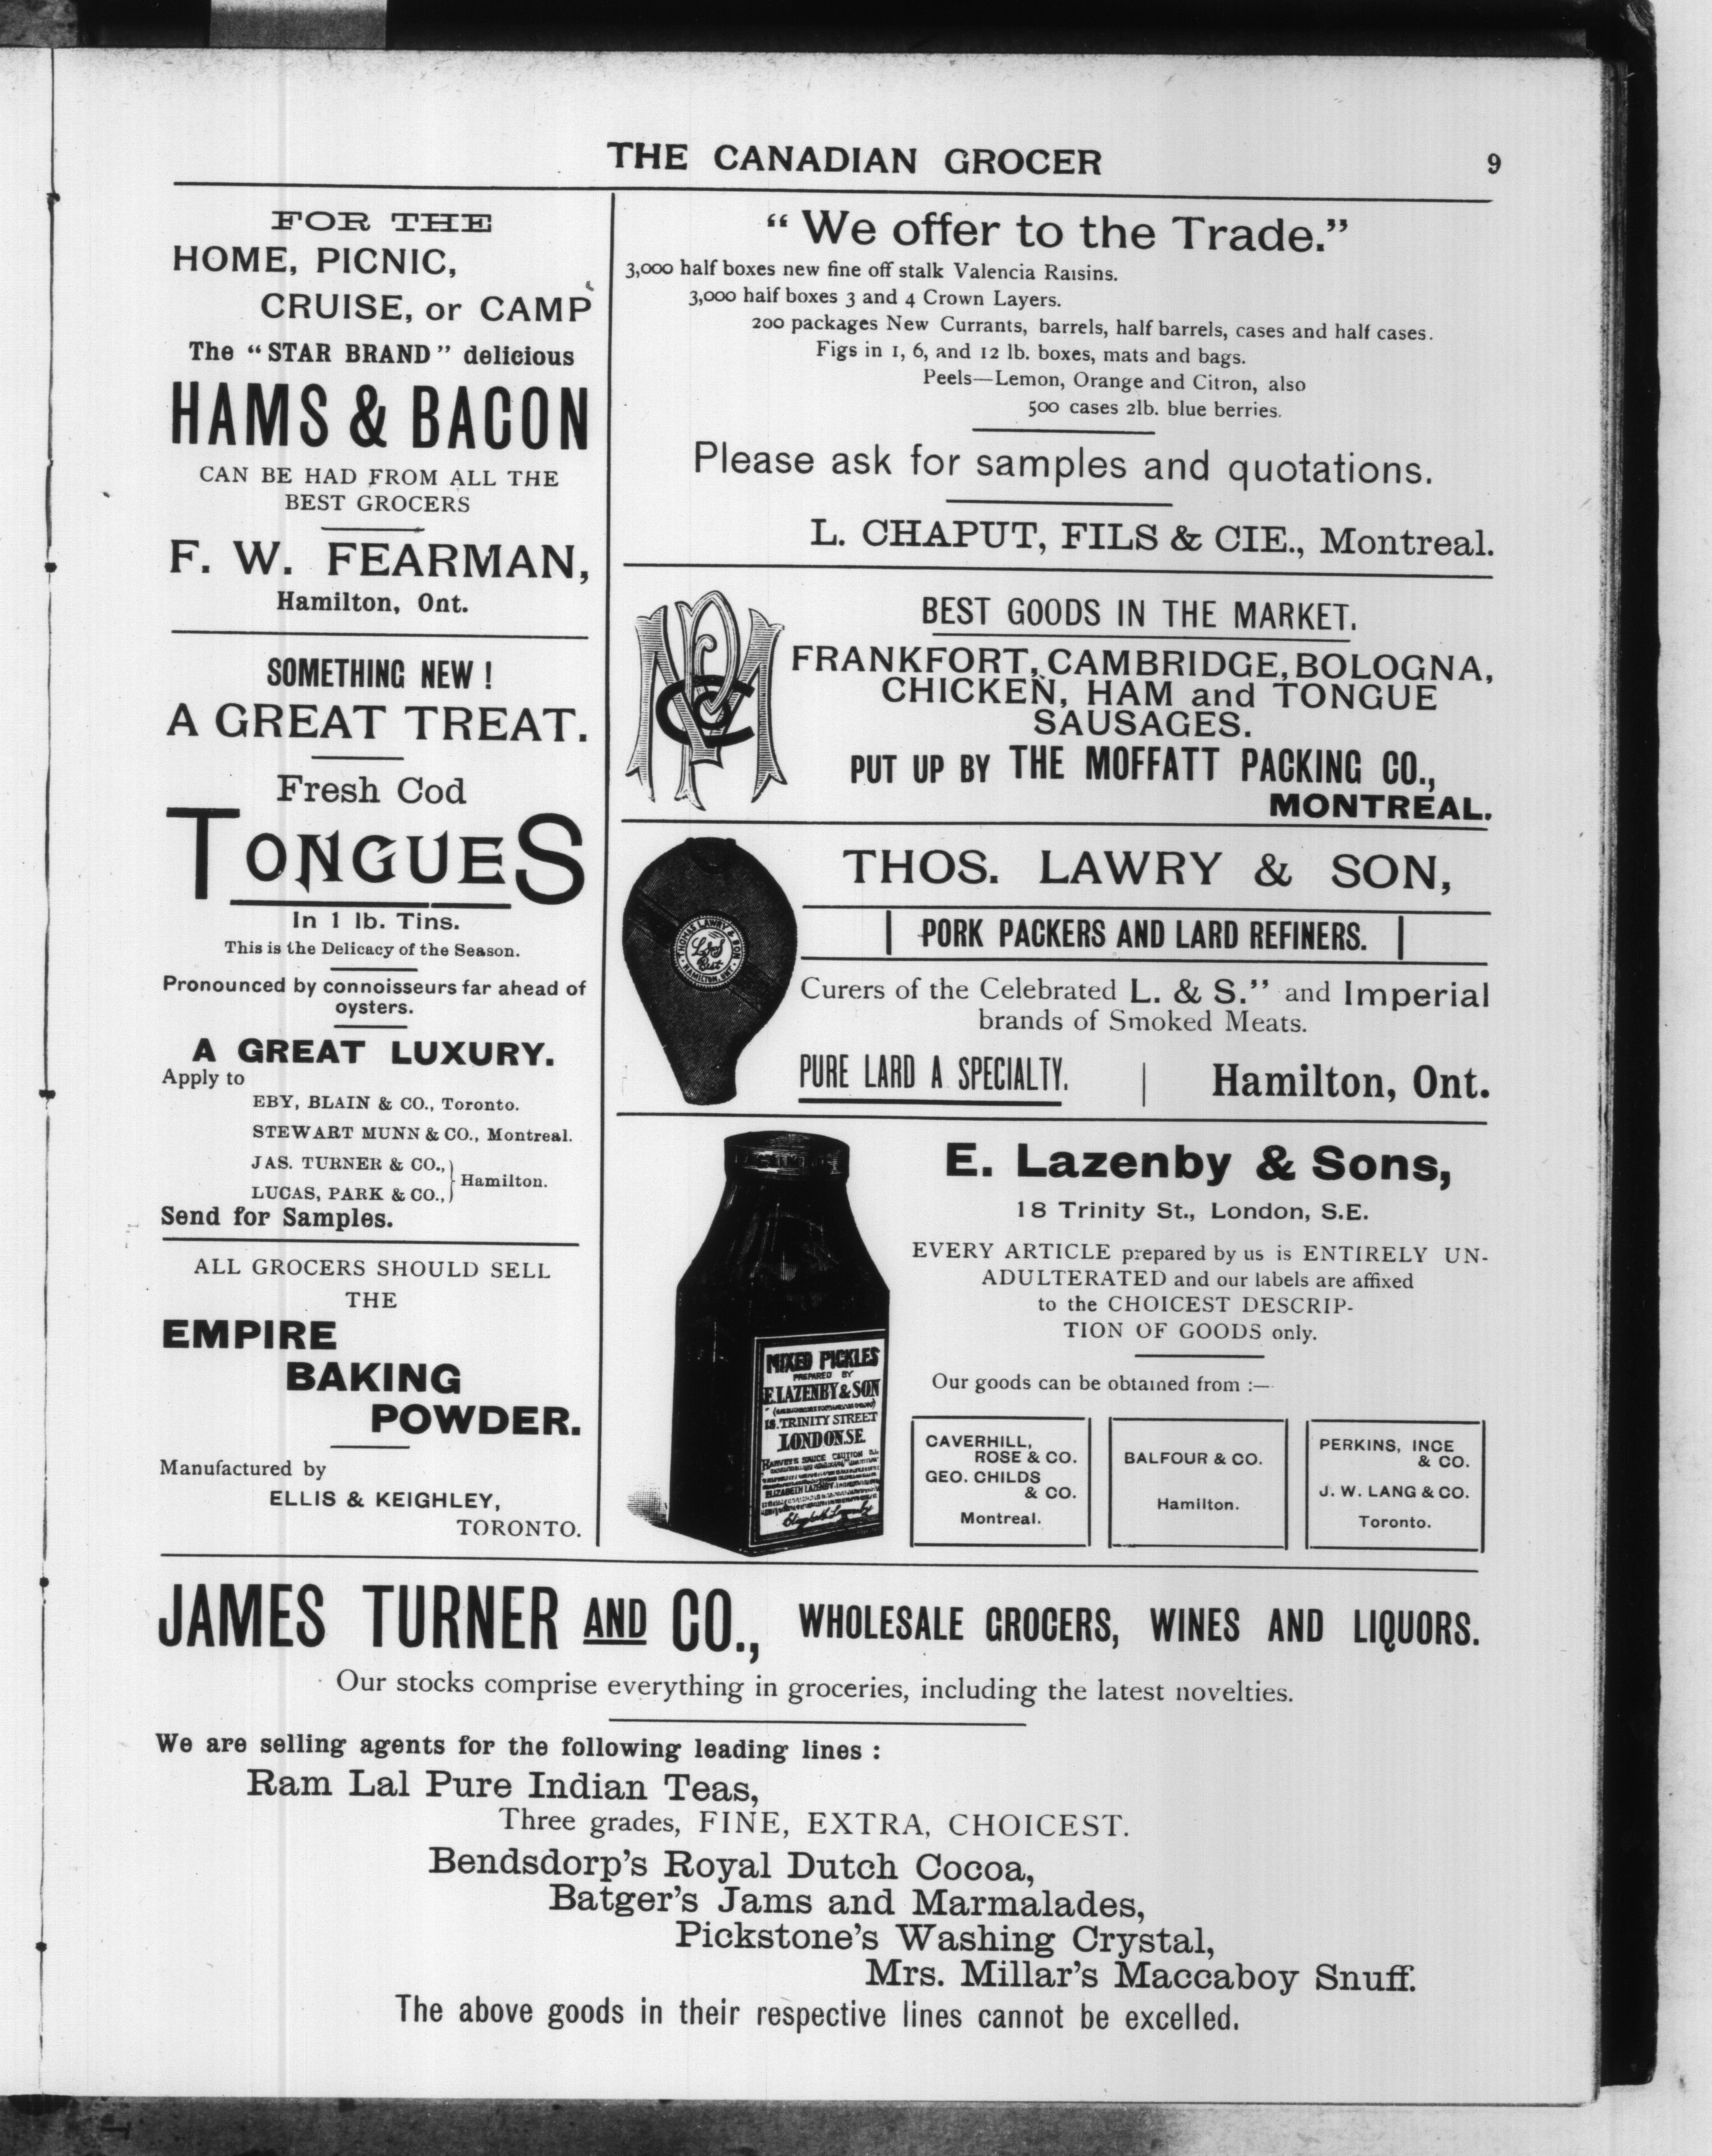 THE CANADIAN GROCER 9
FOR THE
HOME, PICNIC,
CRUISE, or CAMP
The "STAR BRAND" delicious
HAMS & BACON
CAN BE HAD FROM ALL THE
BEST GROCERS
F. W. FEARMAN,
Hamilton, Ont.
SOMETHING NEW !
A GREAT TREAT.
Fresh Cod
TONGUES
In 1 lb. Tins.
This is the Delicacy of the Season.
Pronounced by connoisseurs far ahead of
oysters.
A GREAT LUXURY.
Apply to
EBY, BLAIN & CO., Toronto.
STEWART MUNN & CO., Montreal.
JAS. TURNER & CO.,
LUCAS, PARK & CO., } Hamilton.
Send for Samples.
ALL GROCERS SHOULD SELL
THE
EMPIRE
BAKING
POWDER.
Manufactured by
ELLIS & KEIGHLEY,
TORONTO.
"We offer to the Trade."
3,000 half boxes new fine off stalk Valencia Raisins.
3,000 half boxes 3 and 4 Crown Layers.
200 packages New Currants, barrels, half barrels, cases and half cases.
Figs in 1, 6, and 12 lb. boxes, mats and bags.
Peels—Lemon, Orange and Citron, also
500 cases 2lb. blue berries.
Please ask for samples and quotations.
L. CHAPUT, FILS & CIE., Montreal.
BEST GOODS IN THE MARKET.
FRANKFORT, CAMBRIDGE, BOLOGNA,
CHICKEN, HAM and TONGUE
SAUSAGES.
PUT UP BY THE MOFFATT PACKING CO.,
MONTREAL.
THOS. LAWRY & SON,
PORK PACKERS AND LARD REFINERS.
THOMAS LAWRY & SON
L&S
HAMILTON, ONT.
Curers of the Celebrated L. & S." and Imperial
brands of Smoked Meats.
PURE LARD A SPECIALTY. | Hamilton, Ont.
E. Lazenby & Sons,
18 Trinity St., London, S.E.
EVERY ARTICLE prepared by us is ENTIRELY UN-
ADULTERATED and our labels are affixed
to the CHOICEST DESCRIP-
TION OF GOODS only.
Our goods can be obtained from :—
CAVERHILL,
ROSE & CO.
GEO. CHILDS
& CO.
Montreal.
BALFOUR & CO.
Hamilton.
PERKINS, INCE
& CO.
J. W. LANG & CO.
Toronto.
MIXED PICKLES
PREPARED BY
E. LAZENBY & SON
18. TRINITY STREET
LONDON.SE.
HARVEY'S SAUCE CAUTION
ELIZABETH LAZENBY
Elizabeth Lazenby
JAMES TURNER AND CO., WHOLESALE GROCERS, WINES AND LIQUORS.
Our stocks comprise everything in groceries, including the latest novelties.
We are selling agents for the following leading lines :
Ram Lal Pure Indian Teas,
Three grades, FINE, EXTRA, CHOICEST.
Bendsdorp's Royal Dutch Cocoa,
Batger's Jams and Marmalades,
Pickstone's Washing Crystal,
Mrs. Millar's Maccaboy Snuff.
The above goods in their respective lines cannot be excelled.